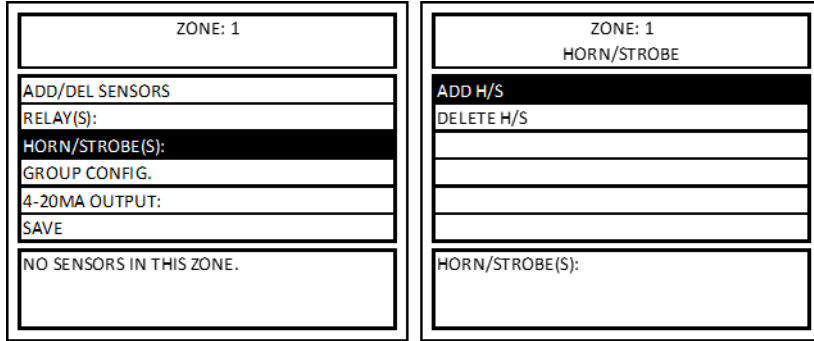 ZONE: 1
ADD/DEL SENSORS
RELAY(S):
HORN/STROBE(S):
GROUP CONFIG.
4-20MA OUTPUT:
SAVE
NO SENSORS IN THIS ZONE.
ZONE: 1
HORN/STROBE
ADD H/S
DELETE H/S
HORN/STROBE(S):